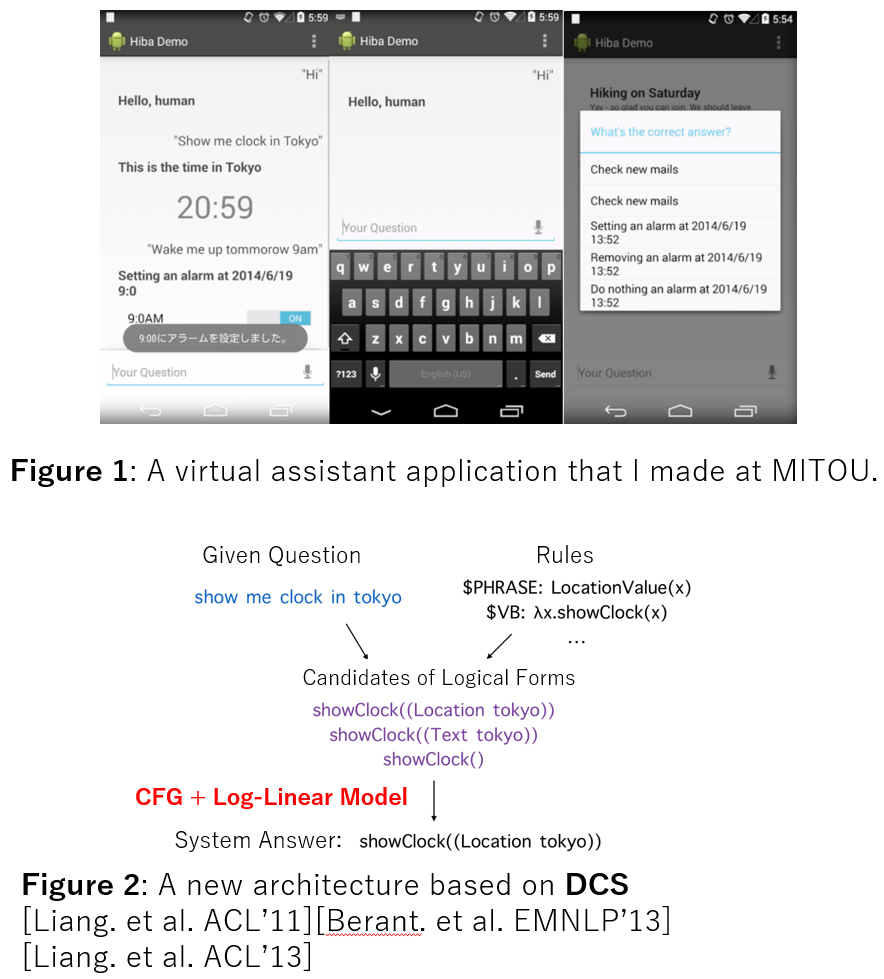 5:59
Hiba Demo
"Hi"
Hello, human
"Show me clock in Tokyo"
This is the time in Tokyo
20:59
"Wake me up tommorow 9am"
Setting an alarm at 2014/6/19
9:0
9:0AM
ON
9:00にアラームを設定しました。
Your Question
5:59
Hiba Demo
"Hi"
Hello, human
Your Question
q w e r t y u i o p
a s d f g h j k l
z x c v b n m
?123 English (US) . Send
5:54
Hiba Demo
Hiking on Saturday
Yay - so glad you can join. We should leave
What's the correct answer?
Check new mails
Check new mails
Setting an alarm at 2014/6/19
13:52
Removing an alarm at 2014/6/19
13:52
Do nothing an alarm at 2014/6/19
13:52
Your Question
Figure 1: A virtual assistant application that I made at MITOU.
Given Question
show me clock in tokyo
Rules
$PHRASE: LocationValue(x)
$VB: λx.showClock(x)
…
Candidates of Logical Forms
showClock((Location tokyo))
showClock((Text tokyo))
showClock()
CFG + Log-Linear Model
System Answer: showClock((Location tokyo))
Figure 2: A new architecture based on DCS
[Liang. et al. ACL’11][Berant. et al. EMNLP’13]
[Liang. et al. ACL’13]